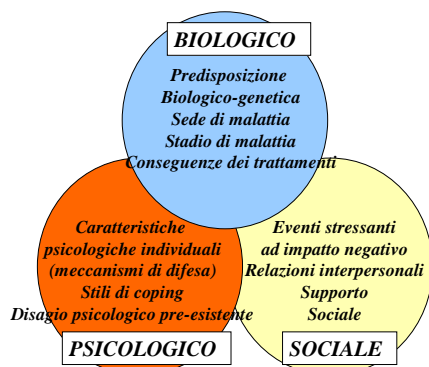 BIOLOGICO
Predisposizione
Biologico-genetica
Sede di malattia
Stadio di malattia
Conseguenze dei trattamenti
Caratteristiche
psicologiche individuali
(meccanismi di difesa)
Stili di coping
Disagio psicologico pre-esistente
PSICOLOGICO
Eventi stressanti
ad impatto negativo
Relazioni interpersonali
Supporto
Sociale
SOCIALE